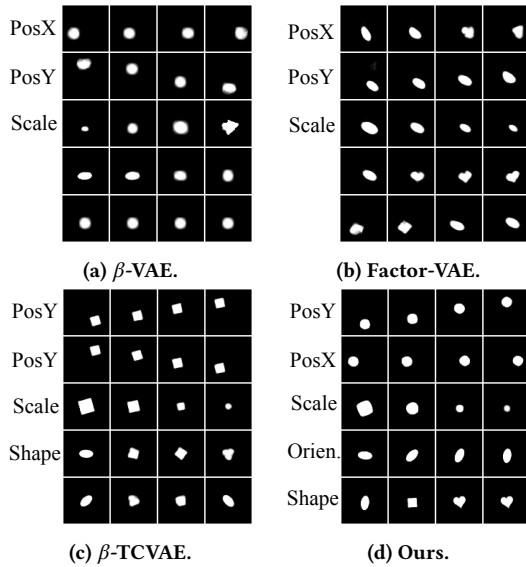 PosX
PosY
Scale
(a) β-VAE.
PosX
PosY
Scale
(b) Factor-VAE.
PosY
PosY
Scale
Shape
(c) β-TCVAE.
PosY
PosX
Scale
Orien.
Shape
(d) Ours.